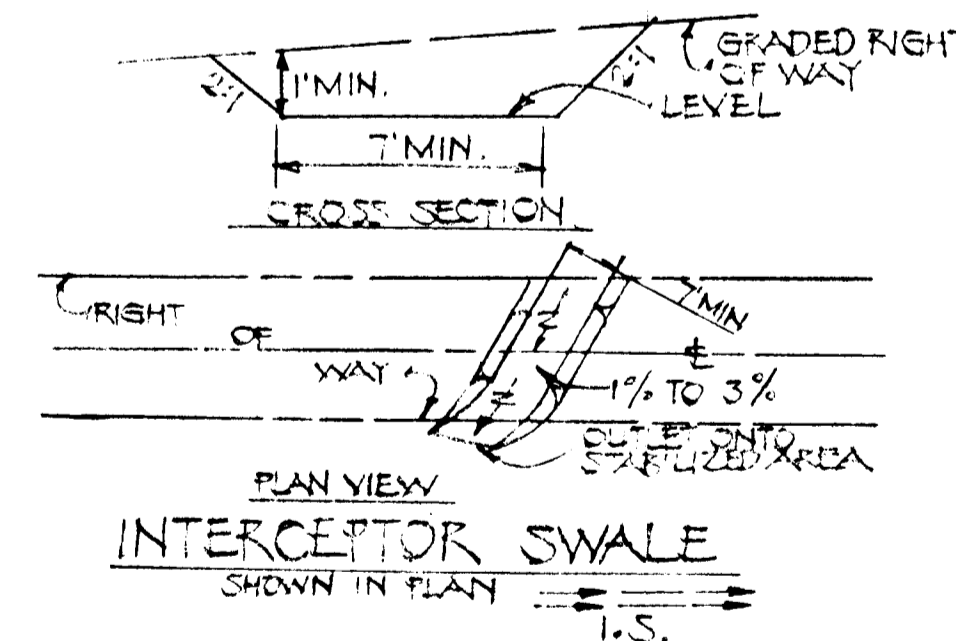 GRADED RIGHT
OF WAY
2:1
1' MIN.
2:1
LEVEL
7' MIN.
CROSS SECTION
RIGHT
OF
WAY
7' MIN
℄
1% TO 3%
OUTLET ONTO
STABILIZED AREA
PLAN VIEW
INTERCEPTOR SWALE
SHOWN IN PLAN
I.S.